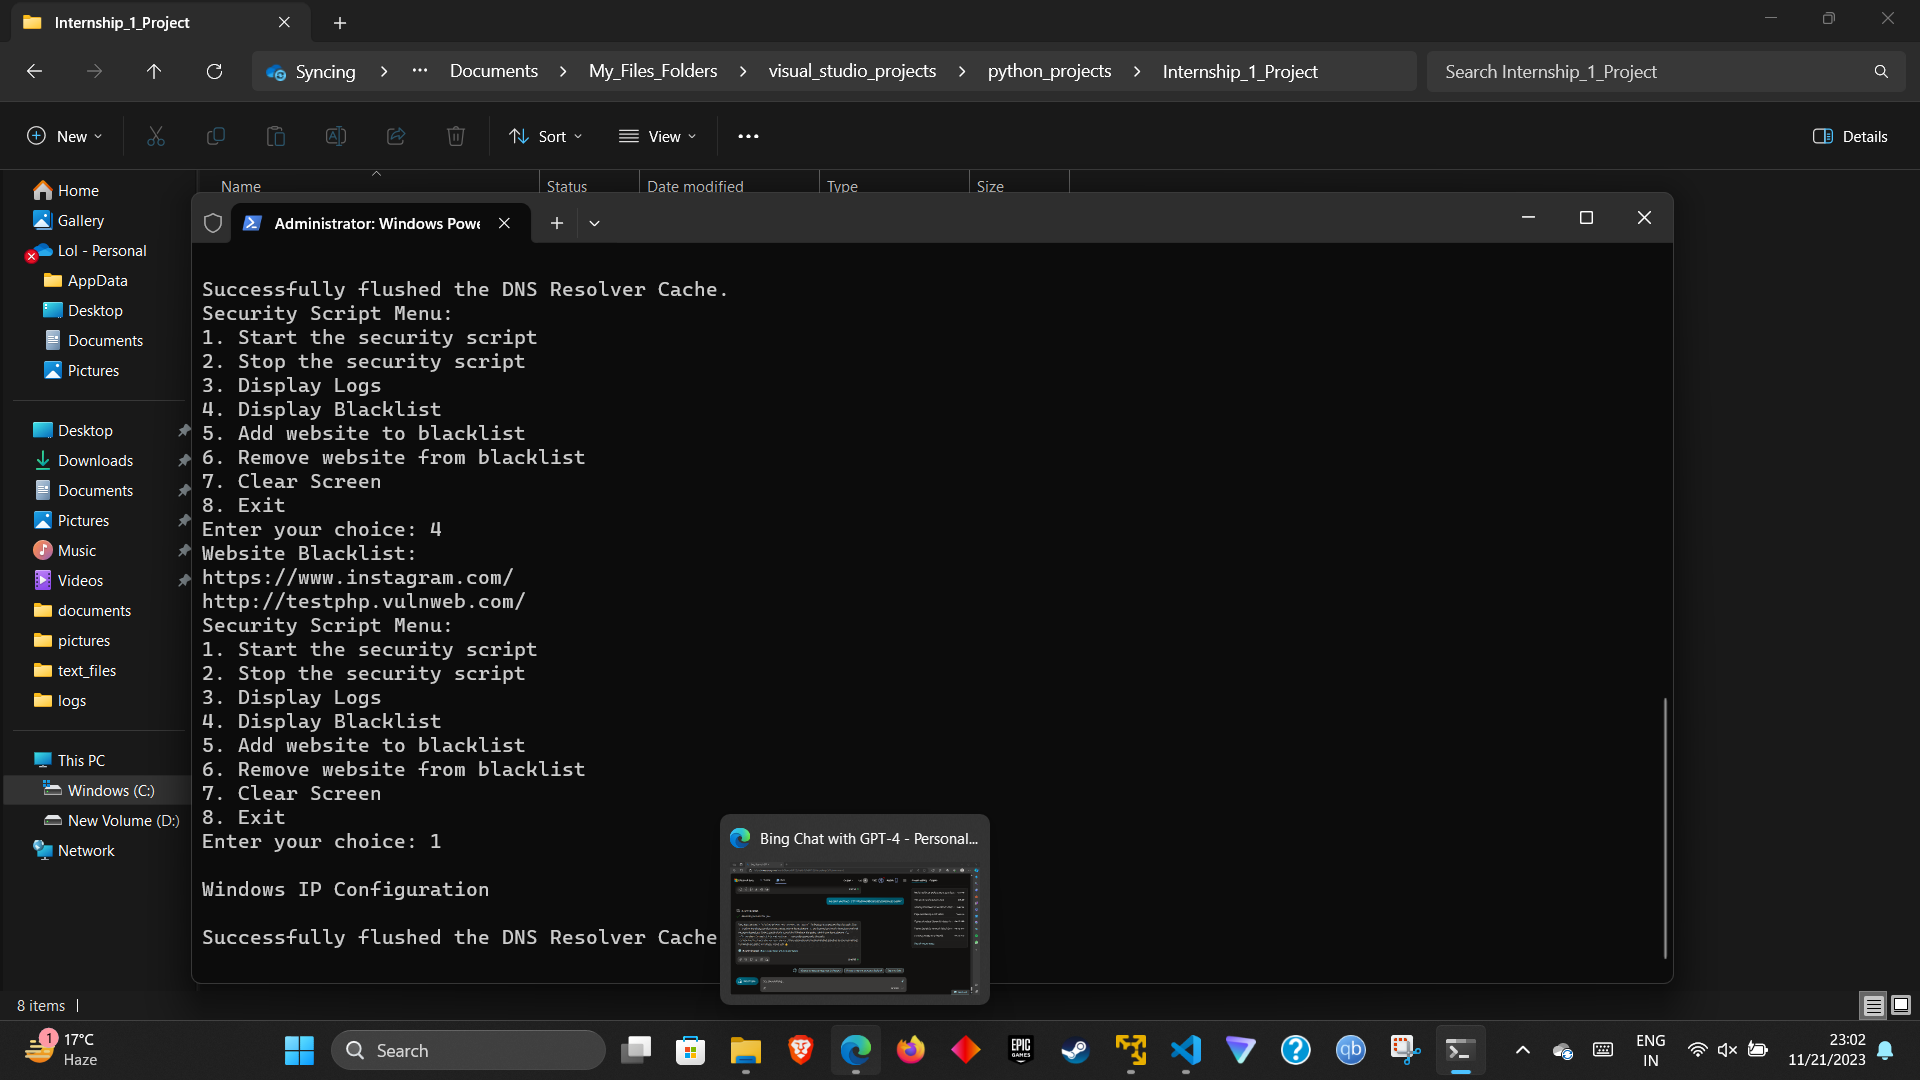 Internship_1_Project
Syncing
Documents
My_Files_Folders
visual_studio_projects
python_projects
Internship_1_Project
Search Internship_1_Project
New
Sort
View
Details
Name
Status
Date modified
Type
Size
Home
Gallery
Lol - Personal
AppData
Desktop
Documents
Pictures
Desktop
Downloads
Documents
Pictures
Music
Videos
documents
pictures
text_files
logs
This PC
Windows (C:)
New Volume (D:)
Network
Administrator: Windows Powe
Successfully flushed the DNS Resolver Cache.
Security Script Menu:
1. Start the security script
2. Stop the security script
3. Display Logs
4. Display Blacklist
5. Add website to blacklist
6. Remove website from blacklist
7. Clear Screen
8. Exit
Enter your choice: 4
Website Blacklist:
https://www.instagram.com/
http://testphp.vulnweb.com/
Security Script Menu:
1. Start the security script
2. Stop the security script
3. Display Logs
4. Display Blacklist
5. Add website to blacklist
6. Remove website from blacklist
7. Clear Screen
8. Exit
Enter your choice: 1
Windows IP Configuration
Successfully flushed the DNS Resolver Cache
Bing Chat with GPT-4 - Personal...
8 items
1
17°C
Haze
Search
EPIC
GAMES
qb
ENG
IN
23:02
11/21/2023